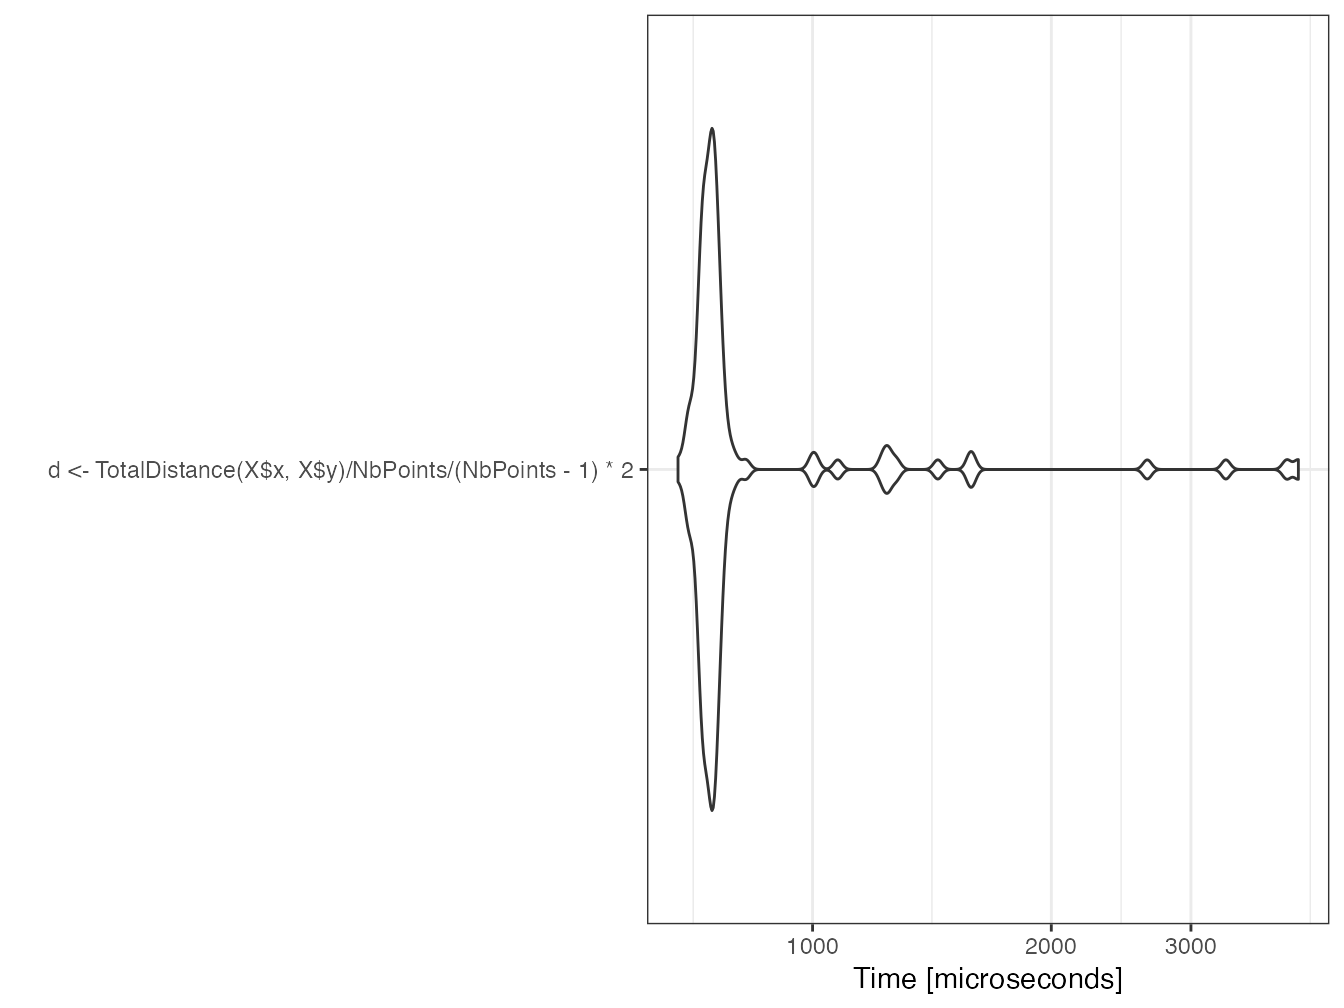 d <- TotalDistance(X$x, X$y)/NbPoints/(NbPoints - 1) * 2
1000 2000 3000
Time [microseconds]